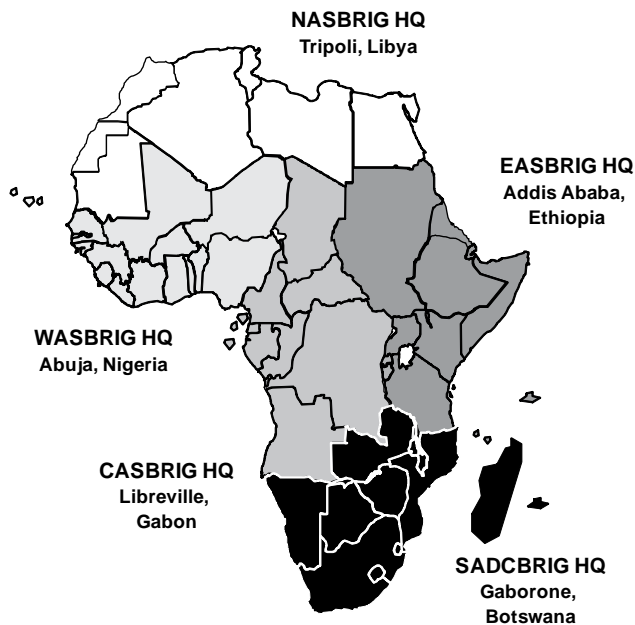 NASBRIG HQ
Tripoli, Libya
EASBRIG HQ
Addis Ababa,
Ethiopia
WASBRIG HQ
Abuja, Nigeria
CASBRIG HQ
Libreville,
Gabon
SADCBRIG HQ
Gaborone,
Botswana